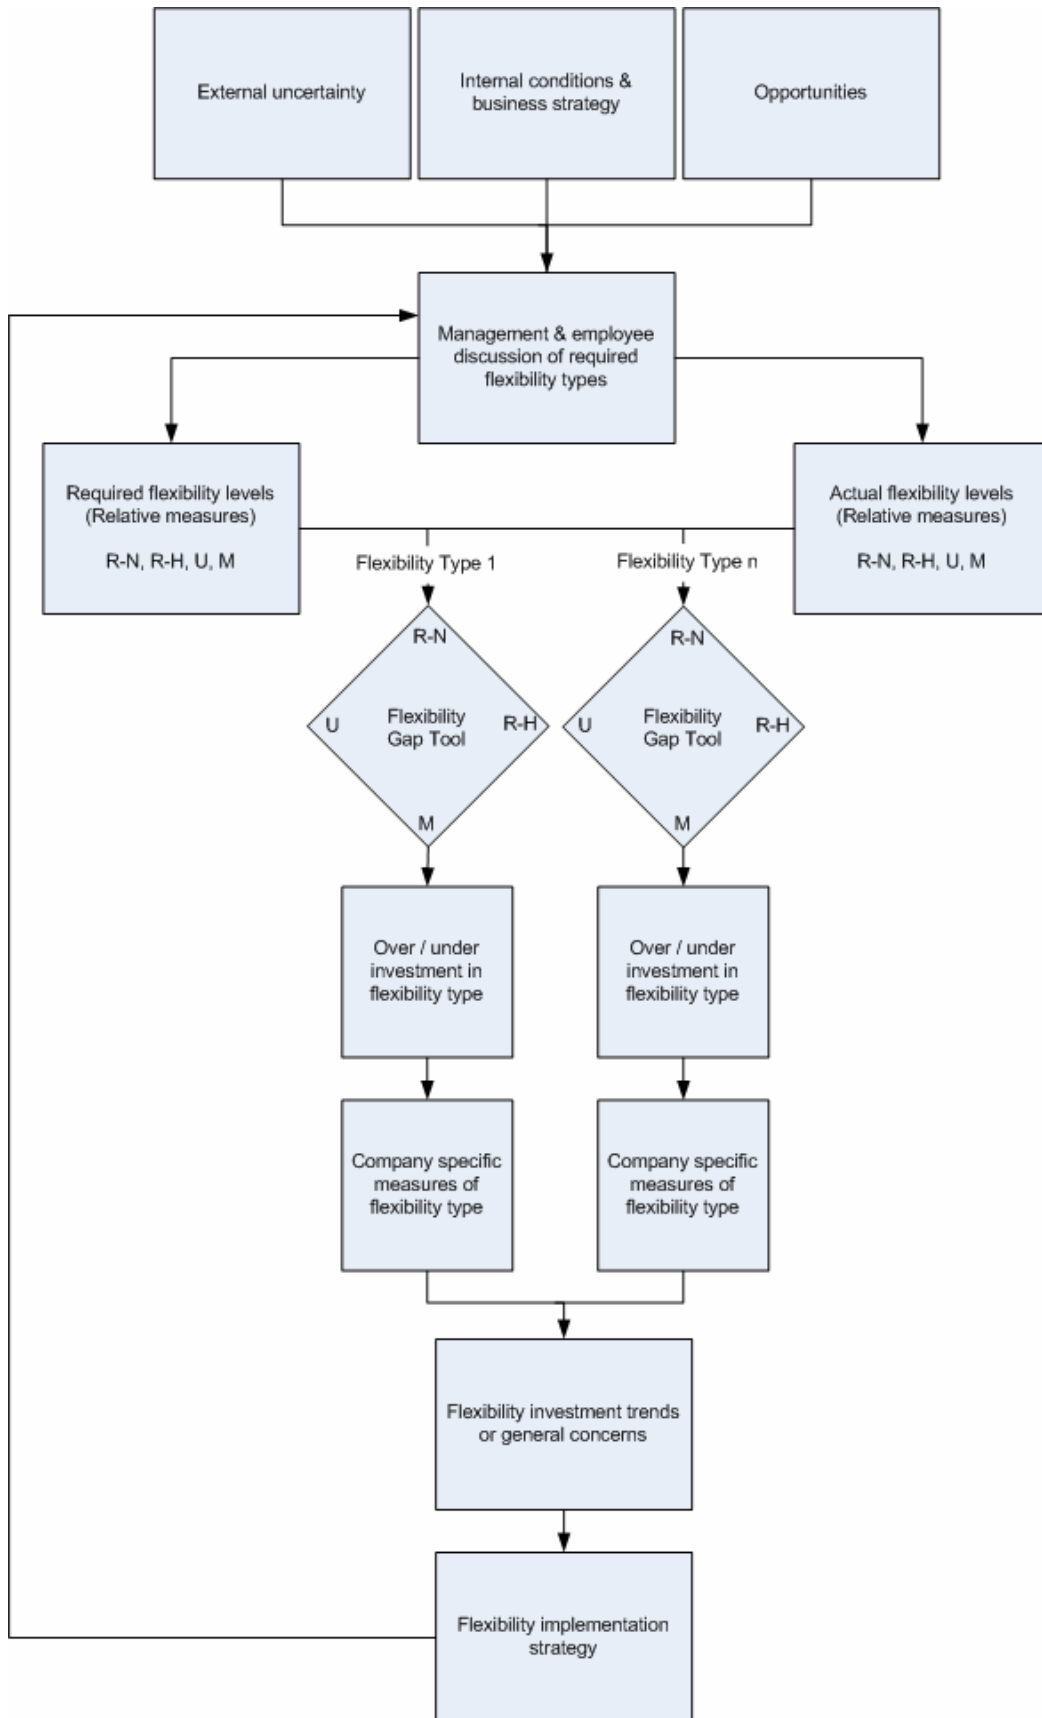 External uncertainty
Internal conditions &
business strategy
Opportunities
Management & employee
discussion of required
flexibility types
Required flexibility levels
(Relative measures)
R-N, R-H, U, M
Actual flexibility levels
(Relative measures)
R-N, R-H, U, M
Flexibility Type 1
Flexibility Type n
R-N
U
Flexibility
Gap Tool
R-H
M
R-N
U
Flexibility
Gap Tool
R-H
M
Over / under
investment in
flexibility type
Over / under
investment in
flexibility type
Company specific
measures of
flexibility type
Company specific
measures of
flexibility type
Flexibility investment trends
or general concerns
Flexibility implementation
strategy